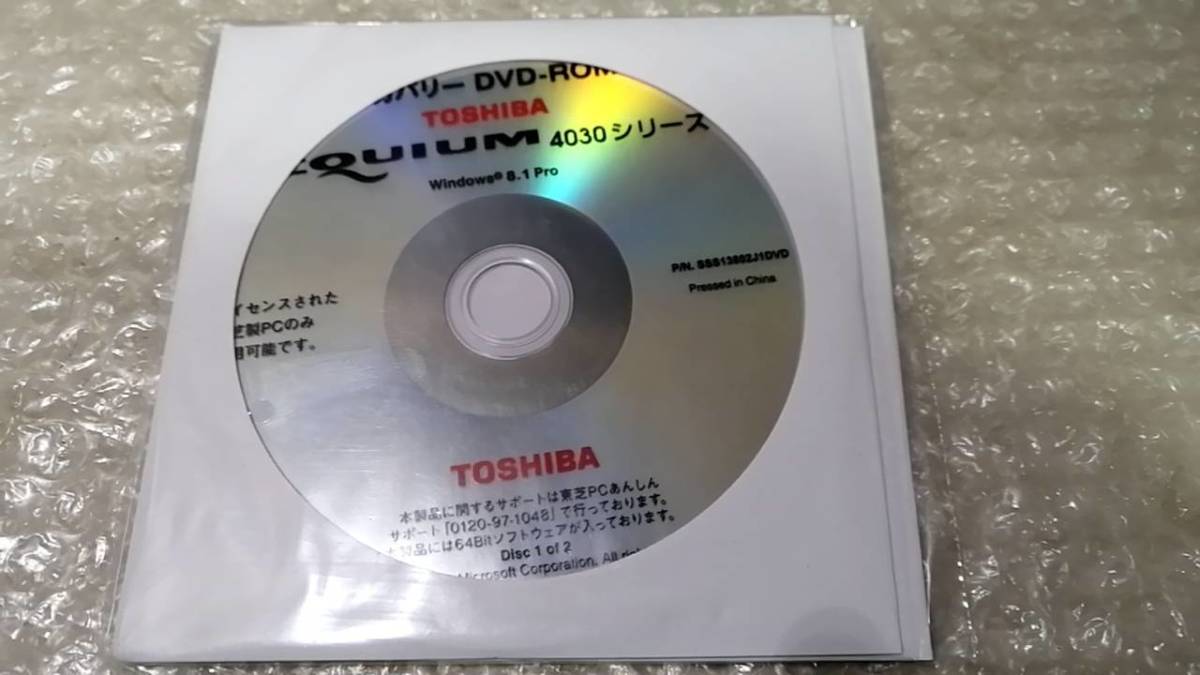 カバリー DVD-ROM
TOSHIBA
EQUIUM 4030シリーズ
Windows® 8.1 Pro
P/N. SSS13802J1DVD
Pressed in China
イセンスされた
芝製PCのみ
用可能です。
TOSHIBA
本製品に関するサポートは東芝PCあんしん
サポート「0120-97-1048」で行っております。
本製品には64Bitソフトウェアが入っております。
Disc 1 of 2
Microsoft Corporation. All